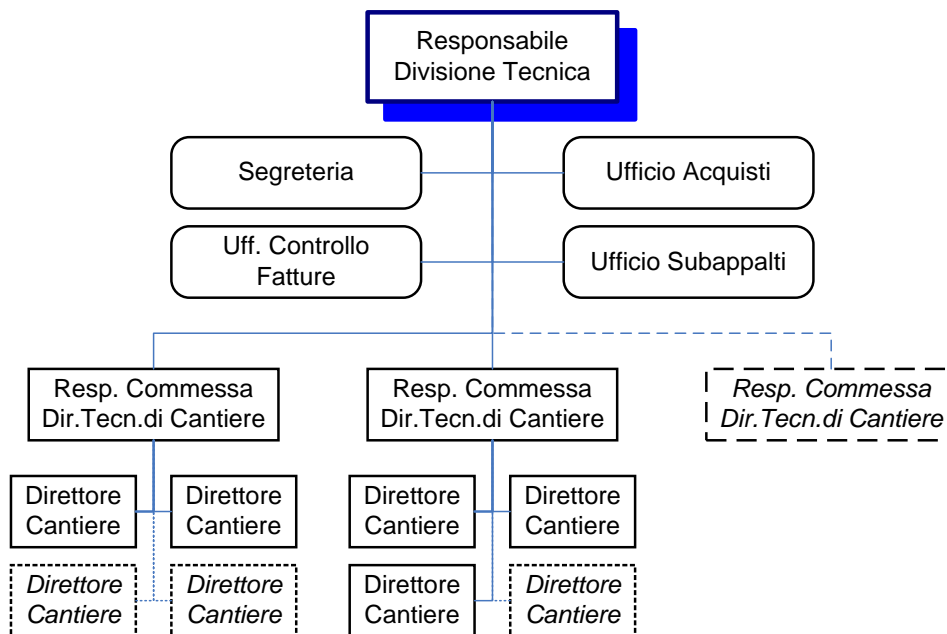 Responsabile
Divisione Tecnica
Segreteria
Ufficio Acquisti
Uff. Controllo
Fatture
Ufficio Subappalti
Resp. Commessa
Dir.Tecn.di Cantiere
Resp. Commessa
Dir.Tecn.di Cantiere
Resp. Commessa
Dir.Tecn.di Cantiere
Direttore
Cantiere
Direttore
Cantiere
Direttore
Cantiere
Direttore
Cantiere
Direttore
Cantiere
Direttore
Cantiere
Direttore
Cantiere
Direttore
Cantiere